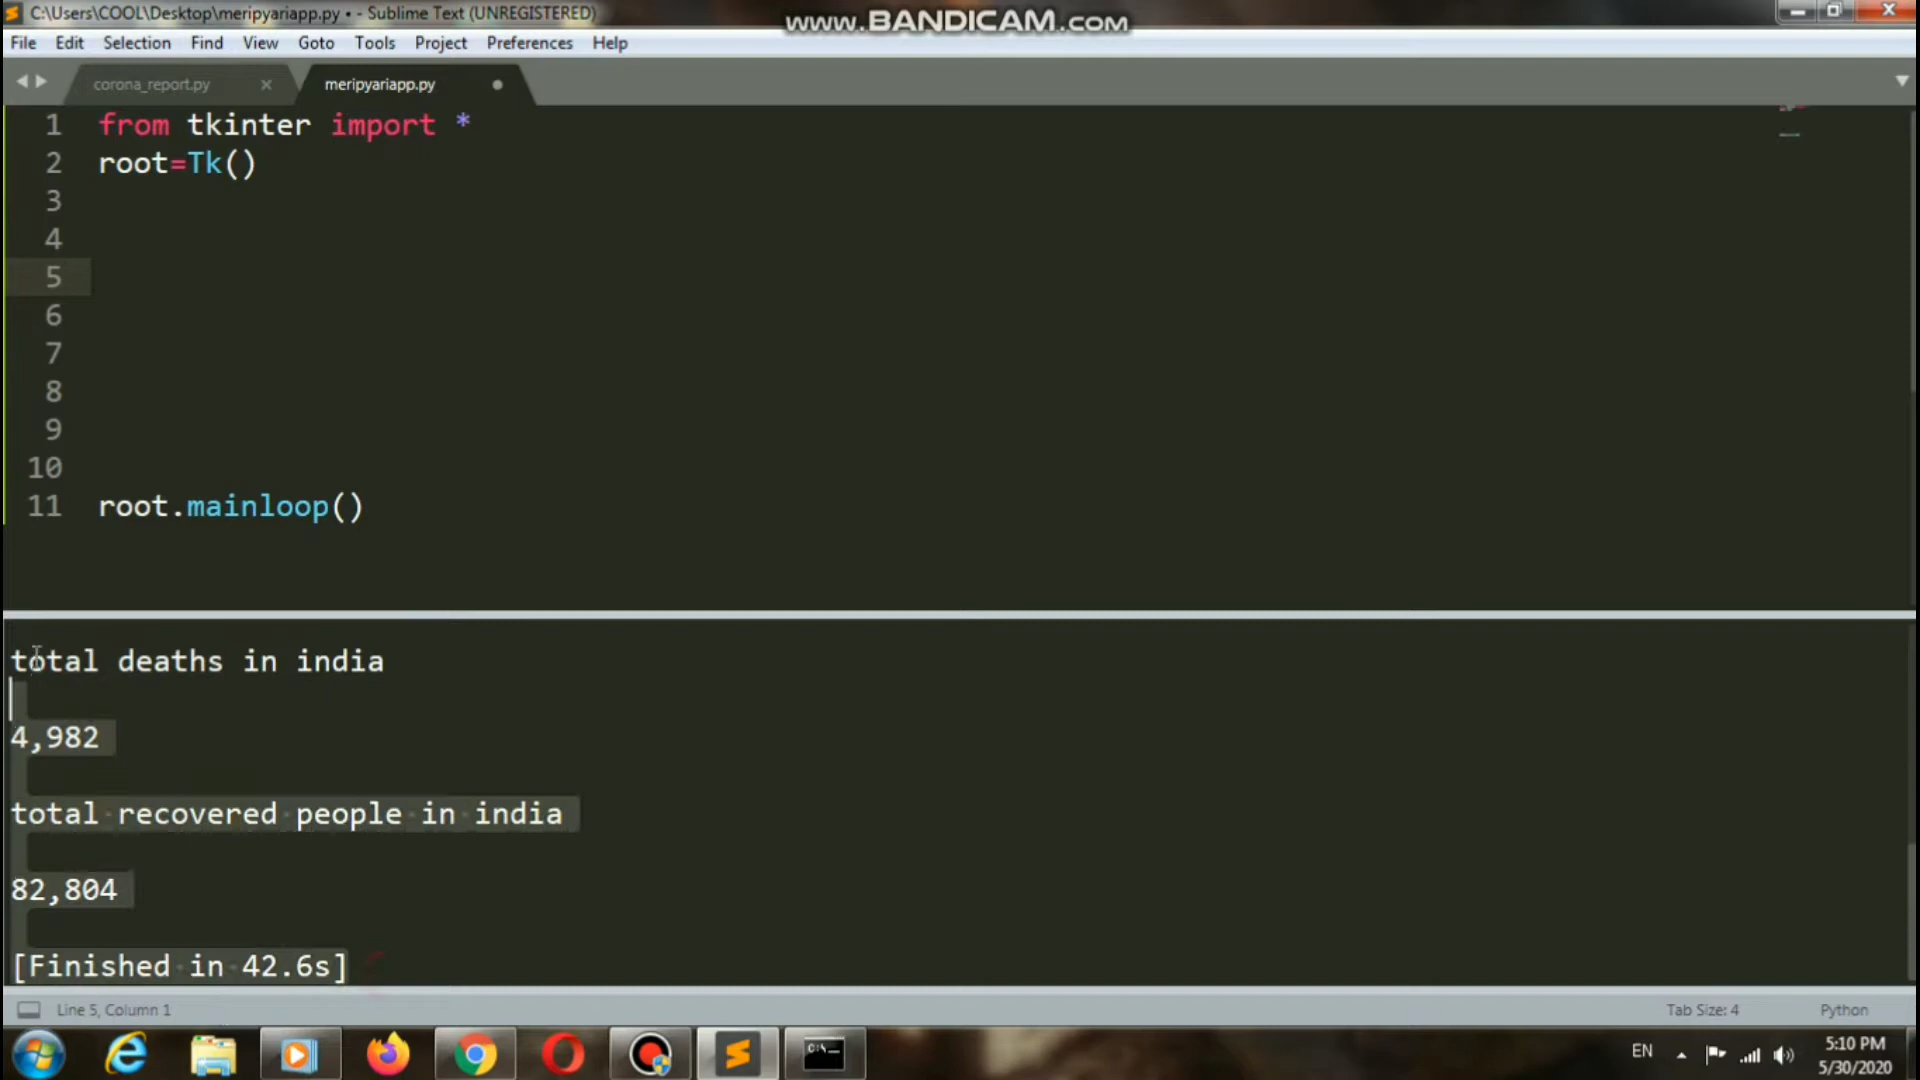 C:\Users\COOL\Desktop\meripyariapp.py • - Sublime Text (UNREGISTERED)
www.BANDICAM.com
File Edit Selection Find View Goto Tools Project Preferences Help
corona_report.py × meripyariapp.py
1 from tkinter import *
2 root=Tk()
3
4
5
6
7
8
9
10
11 root.mainloop()
total deaths in india
4,982
total recovered people in india
82,804
[Finished in 42.6s]
Line 5, Column 1 Tab Size: 4 Python
C:\_
EN 5:10 PM
5/30/2020